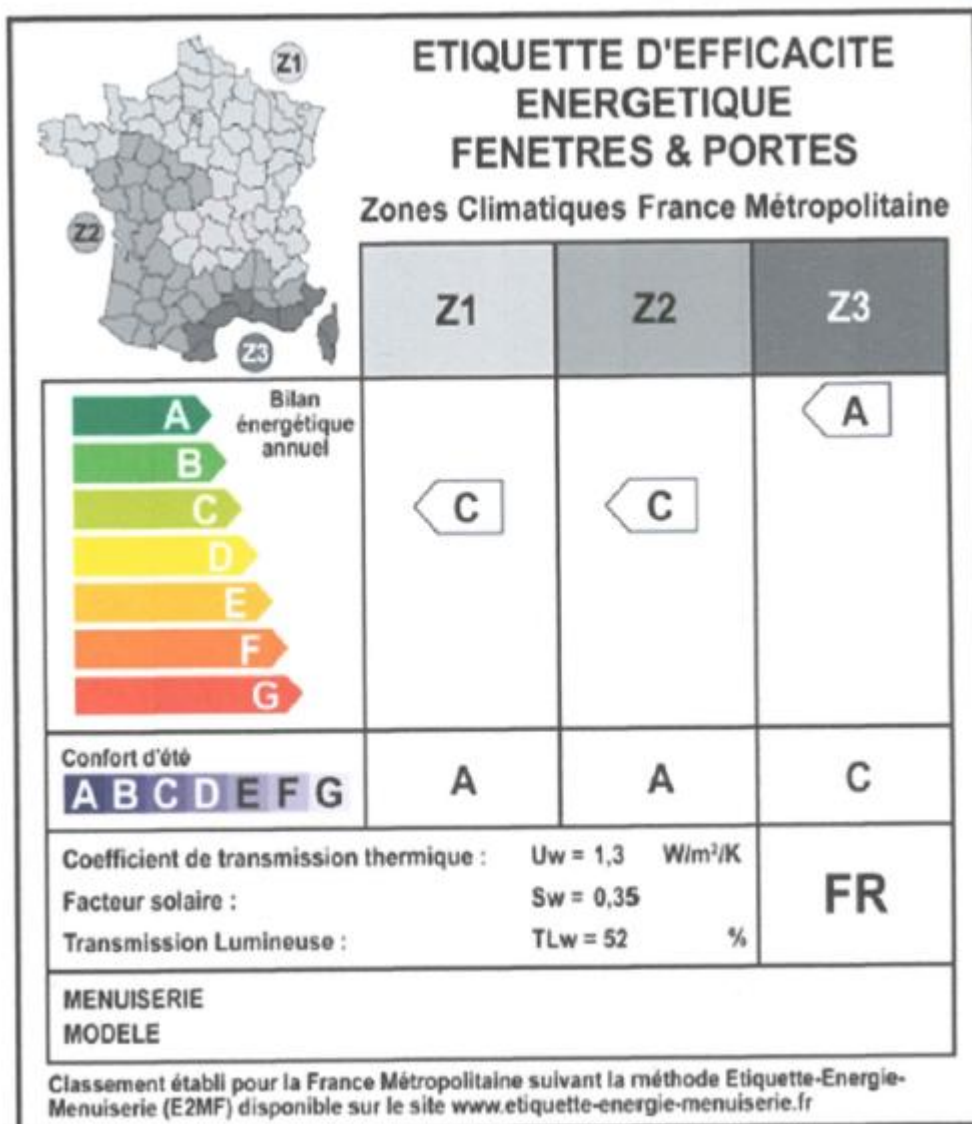 Z1
Z2
Z3
ETIQUETTE D'EFFICACITE
ENERGETIQUE
FENETRES & PORTES
Zones Climatiques France Métropolitaine
Z1 Z2 Z3
Bilan
énergétique
annuel
A
B
C
D
E
F
G
C
C
A
Confort d'été
A B C D E F G
A A C
Coefficient de transmission thermique : Uw = 1,3 W/m²/K
Facteur solaire : Sw = 0,35
Transmission Lumineuse : TLw = 52 %
FR
MENUISERIE
MODELE
Classement établi pour la France Métropolitaine suivant la méthode Etiquette-Energie-
Menuiserie (E2MF) disponible sur le site www.etiquette-energie-menuiserie.fr